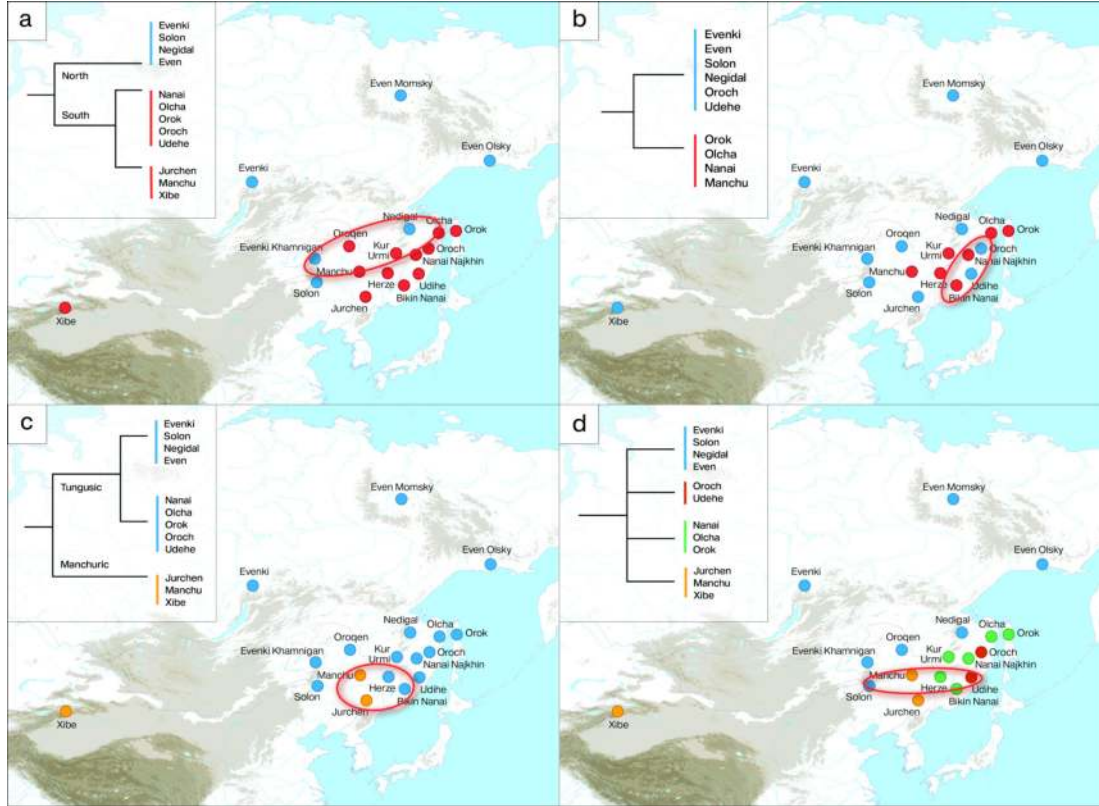 a
Evenki
Solon
Negidal
Even
North
South
Nanai
Olcha
Orok
Oroch
Udehe
Jurchen
Manchu
Xibe
Even Momsky
Even Olsky
Evenki
Nedigal
Olcha
Orok
Oroqen
Kur
Urmi
Oroch
Evenki Khamnigan
Nanai Najkhin
Manchu
Herze
Udihe
Solon
Bikin Nanai
Jurchen
Xibe
b
Evenki
Even
Solon
Negidal
Oroch
Udehe
Orok
Olcha
Nanai
Manchu
Even Momsky
Even Olsky
Evenki
Nedigal
Olcha
Orok
Oroqen
Kur
Urmi
Oroch
Evenki Khamnigan
Nanai Najkhin
Manchu
Herze
Udihe
Solon
Bikin Nanai
Jurchen
Xibe
c
Evenki
Solon
Negidal
Even
Tungusic
Nanai
Olcha
Orok
Oroch
Udehe
Manchuric
Jurchen
Manchu
Xibe
Even Momsky
Even Olsky
Evenki
Nedigal
Olcha
Orok
Oroqen
Kur
Urmi
Oroch
Evenki Khamnigan
Nanai Najkhin
Manchu
Herze
Udihe
Solon
Bikin Nanai
Jurchen
Xibe
d
Evenki
Solon
Negidal
Even
Oroch
Udehe
Nanai
Olcha
Orok
Jurchen
Manchu
Xibe
Even Momsky
Even Olsky
Evenki
Nedigal
Olcha
Orok
Oroqen
Kur
Urmi
Oroch
Evenki Khamnigan
Nanai Najkhin
Manchu
Herze
Udihe
Solon
Bikin Nanai
Jurchen
Xibe